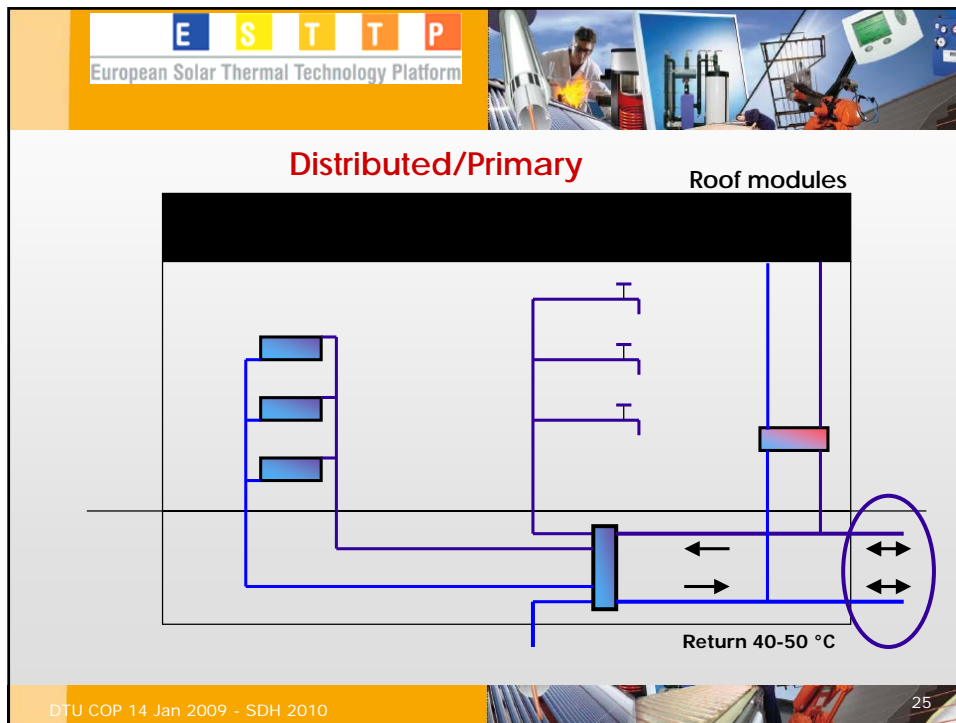 E S T T P
European Solar Thermal Technology Platform
Distributed/Primary
Roof modules
Return 40-50 °C
DTU COP 14 Jan 2009 - SDH 2010
25